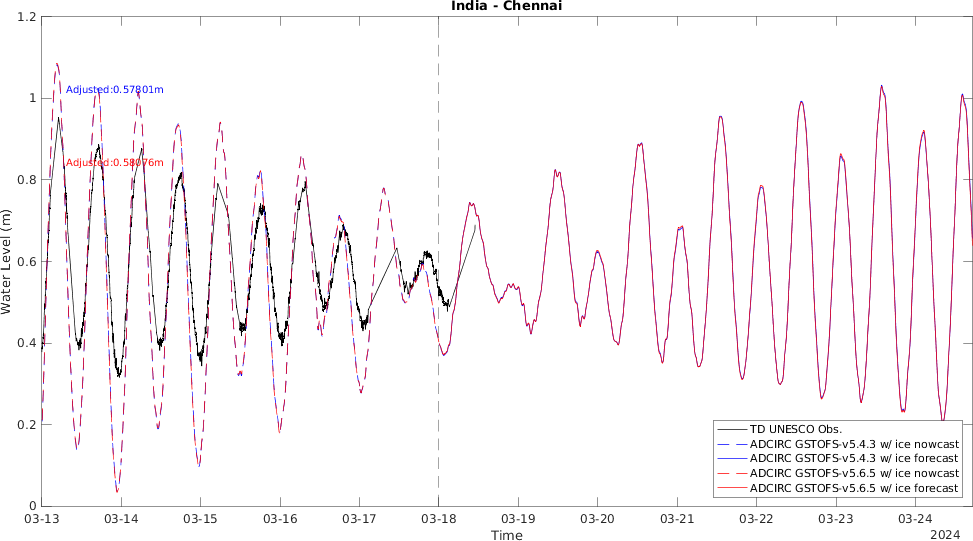 India - Chennai
1.2
1
0.8
0.6
0.4
0.2
0
Water Level (m)
Adjusted:0.57801m
Adjusted:0.58076m
TD UNESCO Obs.
ADCIRC GSTOFS-v5.4.3 w/ ice nowcast
ADCIRC GSTOFS-v5.4.3 w/ ice forecast
ADCIRC GSTOFS-v5.6.5 w/ ice nowcast
ADCIRC GSTOFS-v5.6.5 w/ ice forecast
03-13 03-14 03-15 03-16 03-17 03-18 03-19 03-20 03-21 03-22 03-23 03-24
Time
2024